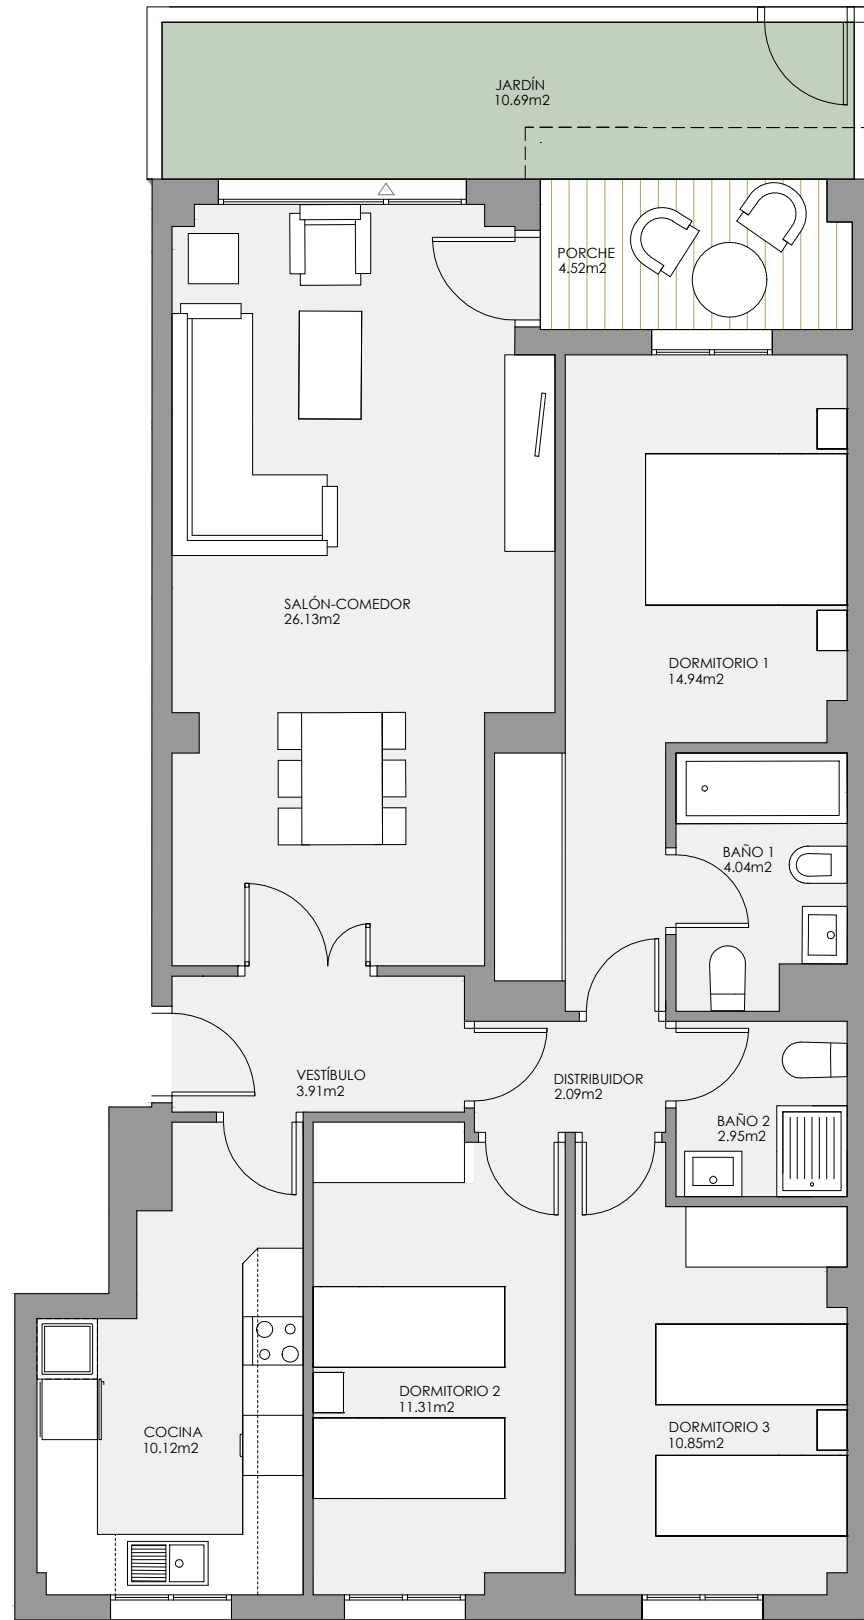 JARDÍN
10.69m2
PORCHE
4.52m2
SALÓN-COMEDOR
26.13m2
DORMITORIO 1
14.94m2
BAÑO 1
4.04m2
VESTÍBULO
3.91m2
DISTRIBUIDOR
2.09m2
BAÑO 2
2.95m2
DORMITORIO 2
11.31m2
COCINA
10.12m2
DORMITORIO 3
10.85m2